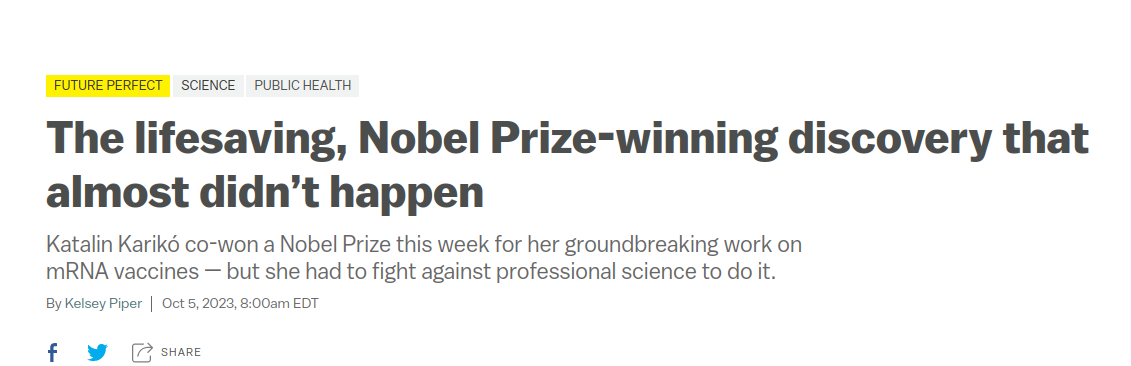 FUTURE PERFECT SCIENCE PUBLIC HEALTH
The lifesaving, Nobel Prize-winning discovery that
almost didn’t happen
Katalin Karikó co-won a Nobel Prize this week for her groundbreaking work on
mRNA vaccines — but she had to fight against professional science to do it.
By Kelsey Piper | Oct 5, 2023, 8:00am EDT
SHARE